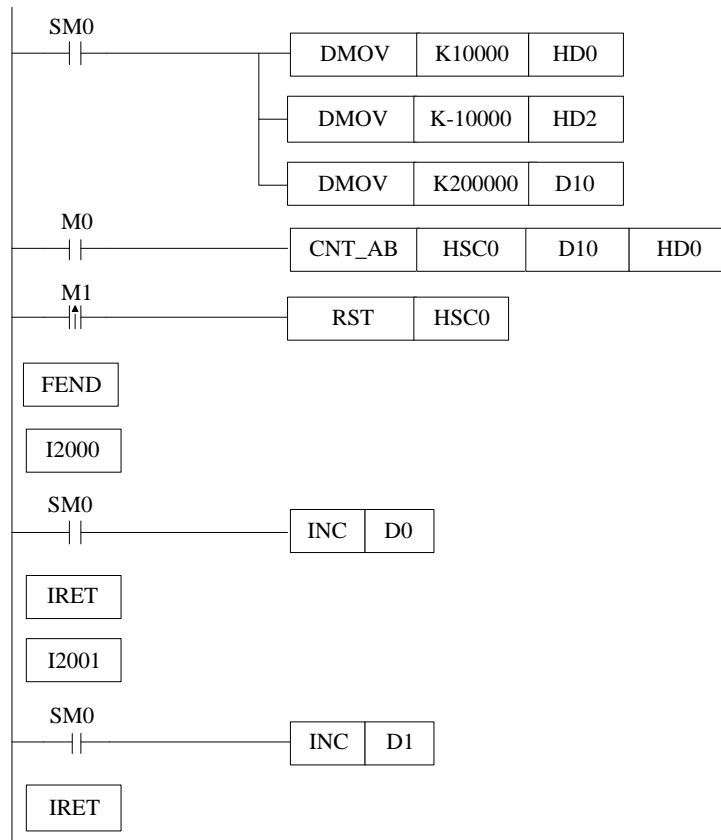 SM0
DMOV K10000 HD0
DMOV K-10000 HD2
DMOV K200000 D10
M0
CNT_AB HSC0 D10 HD0
M1
RST HSC0
FEND
I2000
SM0
INC D0
IRET
I2001
SM0
INC D1
IRET